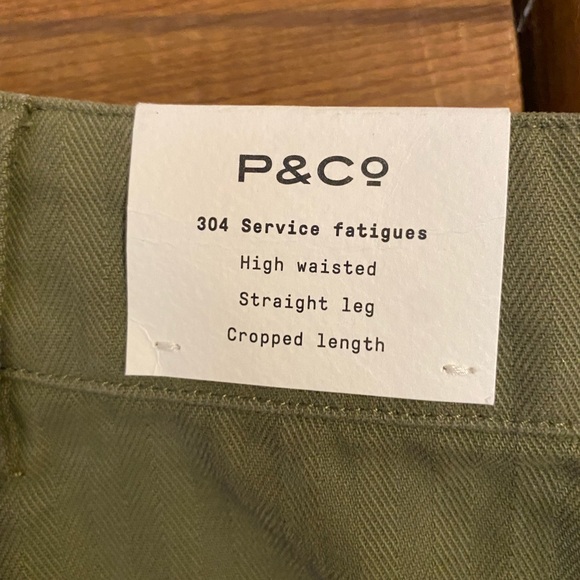 P&Cº
304 Service fatigues
High waisted
Straight leg
Cropped length